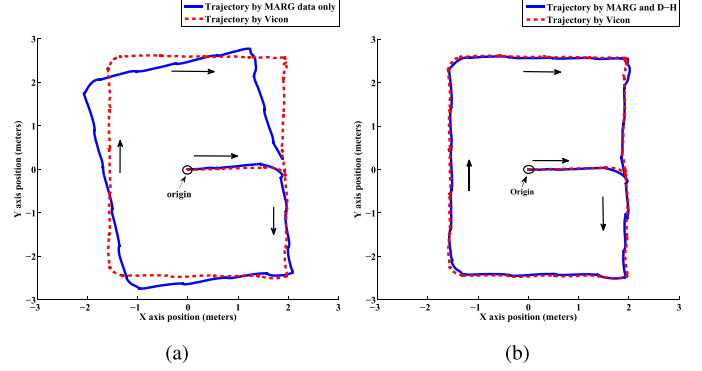 Trajectory by MARG data only
Trajectory by Vicon
3
2
1
0
−1
−2
−3
−3
−2
−1
0
1
2
3
Y axis position (meters)
X axis position (meters)
origin
(a)
Trajectory by MARG and D−H
Trajectory by Vicon
3
2
1
0
−1
−2
−3
−3
−2
−1
0
1
2
3
Y axis position (meters)
X axis position (meters)
Origin
(b)